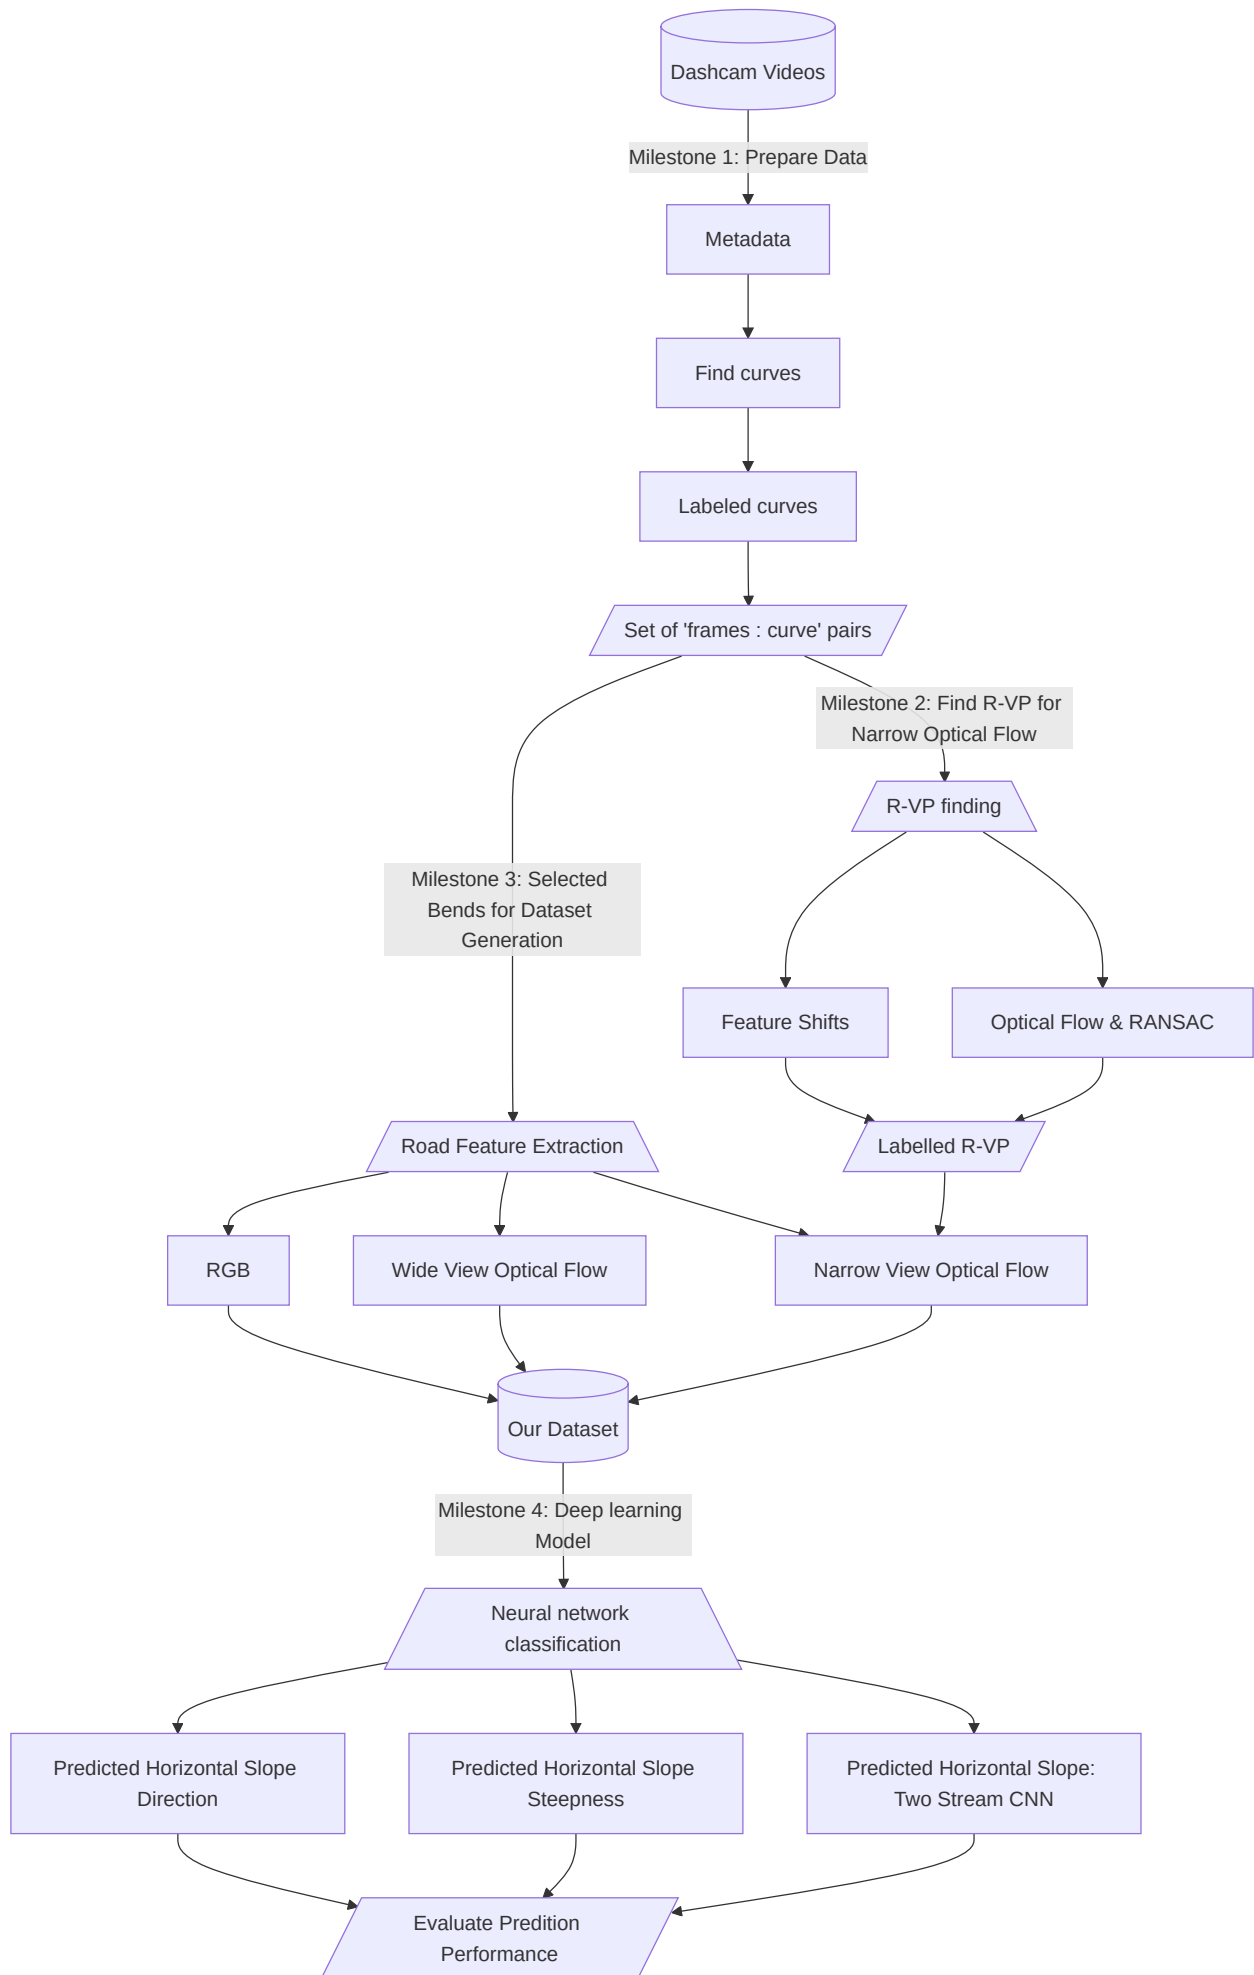 Dashcam Videos
Milestone 1: Prepare Data
Metadata
Find curves
Labeled curves
Set of 'frames : curve' pairs
Milestone 2: Find R-VP for
Narrow Optical Flow
R-VP finding
Milestone 3: Selected
Bends for Dataset
Generation
Feature Shifts
Optical Flow & RANSAC
Road Feature Extraction
Labelled R-VP
RGB
Wide View Optical Flow
Narrow View Optical Flow
Our Dataset
Milestone 4: Deep learning
Model
Neural network
classification
Predicted Horizontal Slope
Direction
Predicted Horizontal Slope
Steepness
Predicted Horizontal Slope:
Two Stream CNN
Evaluate Predition
Performance